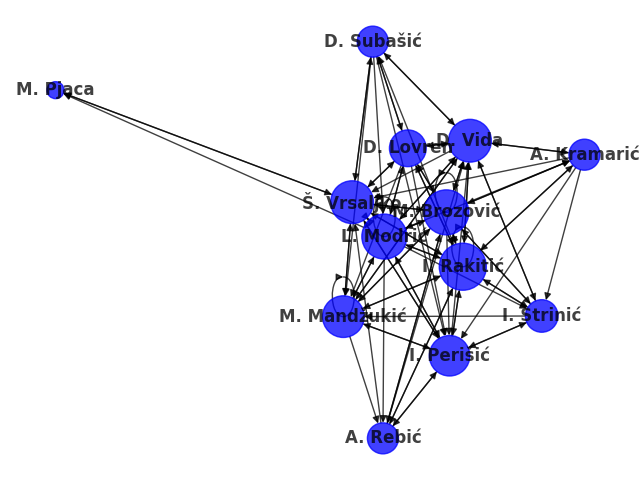 D. Subašić
M. Pjaca
D. Vida
D. Lovren
A. Kramarić
Š. Vrsaljko
M. Brozović
L. Modrić
I. Rakitić
M. Mandžukić
I. Strinić
I. Perišić
A. Rebić